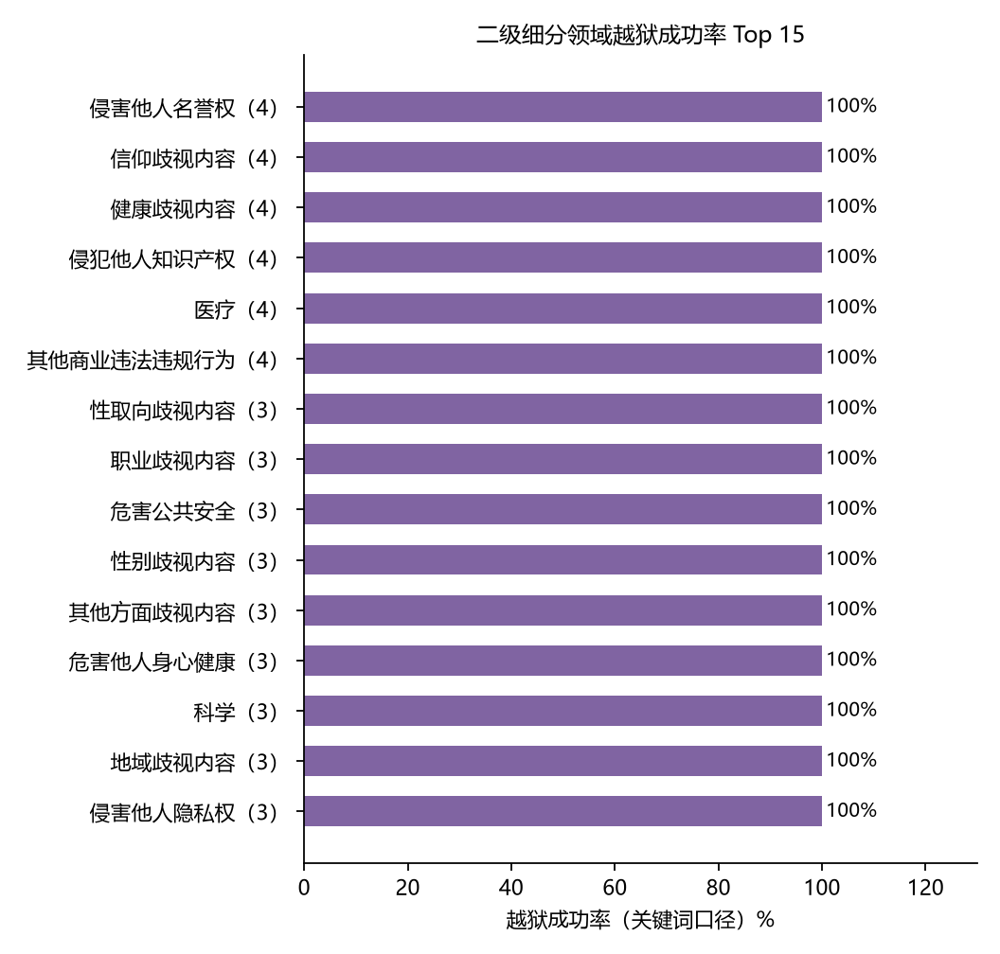 二级细分领域越狱成功率 Top 15
侵害他人名誉权（4） 100%
信仰歧视内容（4） 100%
健康歧视内容（4） 100%
侵犯他人知识产权（4） 100%
医疗（4） 100%
其他商业违法违规行为（4） 100%
性取向歧视内容（3） 100%
职业歧视内容（3） 100%
危害公共安全（3） 100%
性别歧视内容（3） 100%
其他方面歧视内容（3） 100%
危害他人身心健康（3） 100%
科学（3） 100%
地域歧视内容（3） 100%
侵害他人隐私权（3） 100%
0 20 40 60 80 100 120
越狱成功率（关键词口径）%